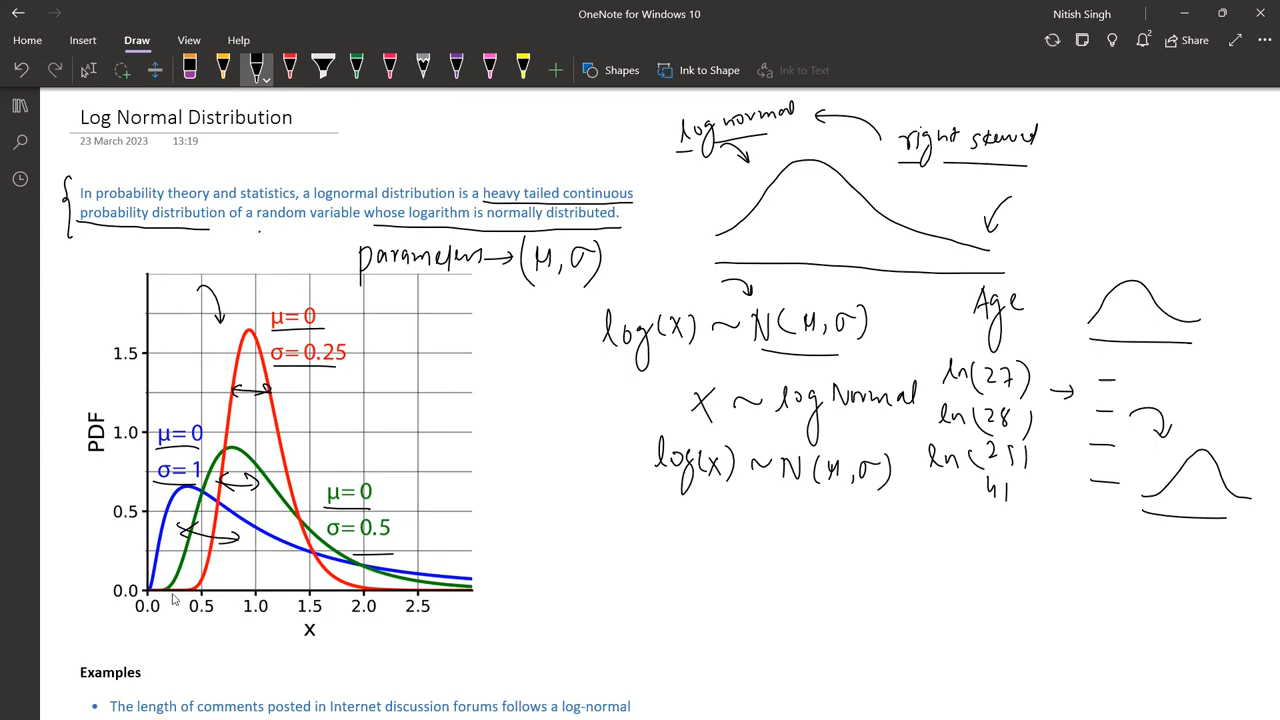 OneNote for Windows 10
Nitish Singh
Home Insert Draw View Help
Share
Shapes
Ink to Shape
Ink to Text
Log Normal Distribution
23 March 2023 13:19
In probability theory and statistics, a lognormal distribution is a heavy tailed continuous
probability distribution of a random variable whose logarithm is normally distributed.
parameters → (μ, σ)
log normal
right skewed
PDF
1.5
1.0
0.5
0.0
μ=0
σ=0.25
μ=0
σ=1
μ=0
σ=0.5
0.0 0.5 1.0 1.5 2.0 2.5
x
log(x) ~ N(μ, σ)
X ~ log Normal
log(x) ~ N(μ, σ)
Age
ln(27)
ln(28)
ln(25)
41
Examples
• The length of comments posted in Internet discussion forums follows a log-normal